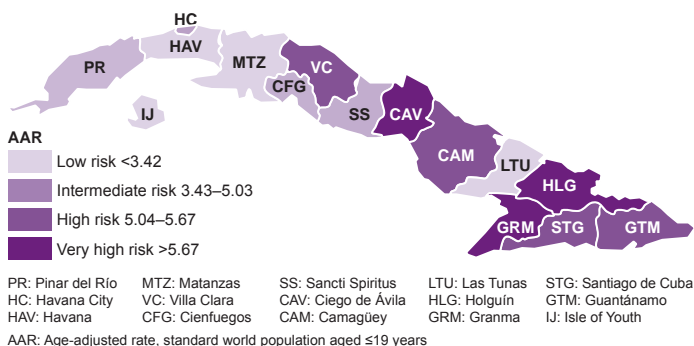 HC
HAV
PR
MTZ
VC
CFG
IJ
SS
CAV
CAM
LTU
HLG
GRM
STG
GTM
AAR
Low risk <3.42
Intermediate risk 3.43–5.03
High risk 5.04–5.67
Very high risk >5.67
PR: Pinar del Río MTZ: Matanzas SS: Sancti Spiritus LTU: Las Tunas STG: Santiago de Cuba
HC: Havana City VC: Villa Clara CAV: Ciego de Ávila HLG: Holguín GTM: Guantánamo
HAV: Havana CFG: Cienfuegos CAM: Camagüey GRM: Granma IJ: Isle of Youth
AAR: Age-adjusted rate, standard world population aged ≤19 years